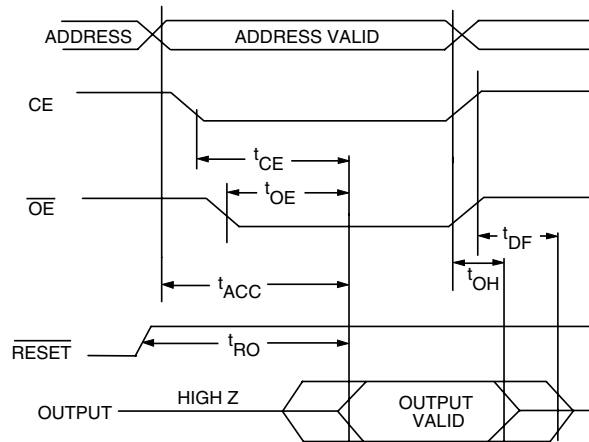 ADDRESS ADDRESS VALID
CE
tCE
tOE
OE
tDF
tOH
tACC
RESET
tRO
HIGH Z
OUTPUT
OUTPUT
VALID